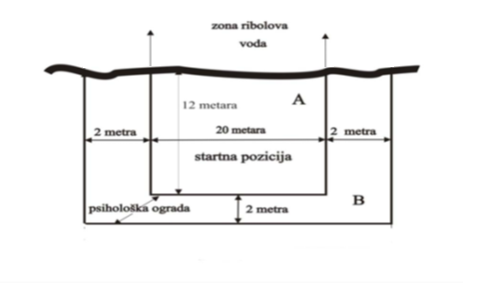 zona ribolova
voda
12 metara
A
2 metra
20 metara
2 metra
startna pozicija
psihološka ograda
2 metra
B